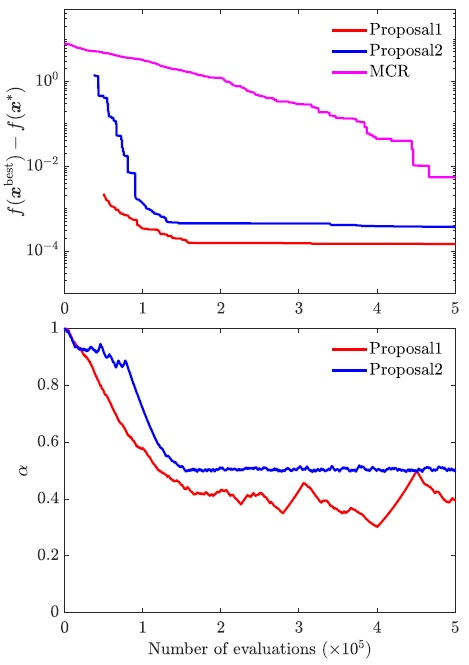 f(x^best) − f(x*)
10^0
10^−2
10^−4
Proposal1
Proposal2
MCR
0 1 2 3 4 5
α
1
0.8
0.6
0.4
0.2
0
Proposal1
Proposal2
0 1 2 3 4 5
Number of evaluations (×10^5)